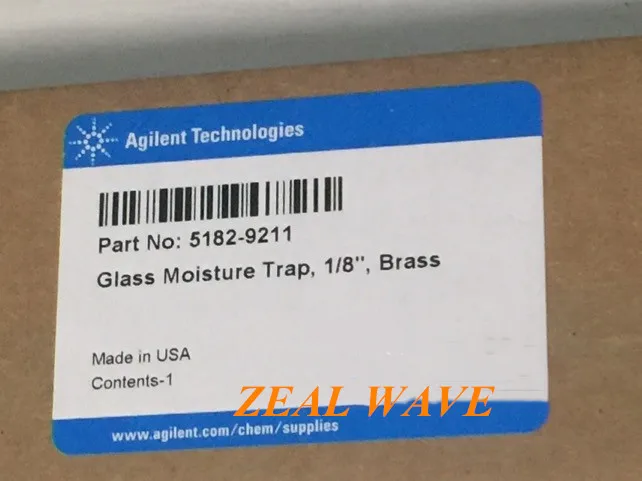 Agilent Technologies
Part No: 5182-9211
Glass Moisture Trap, 1/8", Brass
Made in USA
Contents-1
ZEAL WAVE
www.agilent.com/chem/supplies